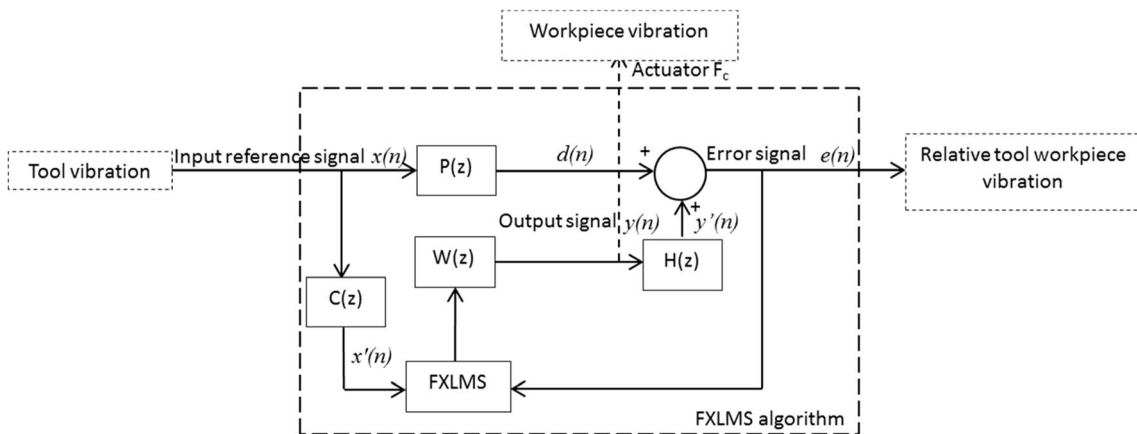 Workpiece vibration
Actuator Fc
Tool vibration
Input reference signal x(n)
P(z)
d(n)
+
Error signal e(n)
Relative tool workpiece
vibration
Output signal y(n)
+
y’(n)
W(z)
H(z)
C(z)
x'(n)
FXLMS
FXLMS algorithm